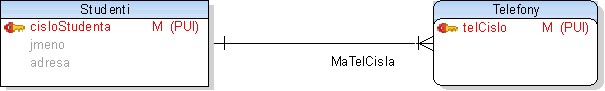 Studenti
cisloStudenta M (PUI)
jmeno
adresa
MaTelCisla
Telefony
telCislo M (PUI)